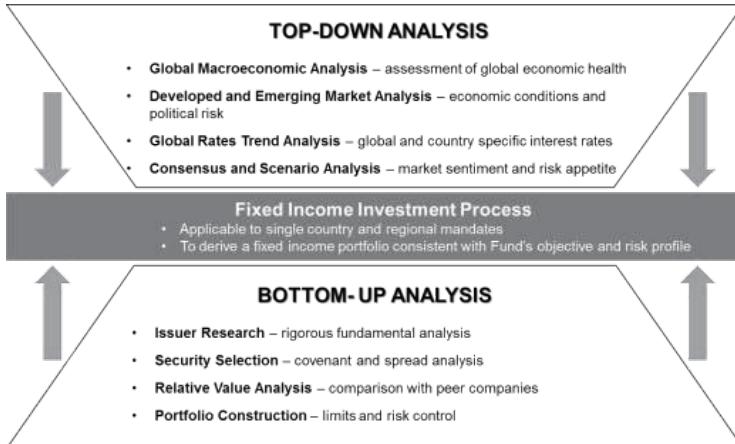 TOP-DOWN ANALYSIS
• Global Macroeconomic Analysis – assessment of global economic health
• Developed and Emerging Market Analysis – economic conditions and
political risk
• Global Rates Trend Analysis – global and country specific interest rates
• Consensus and Scenario Analysis – market sentiment and risk appetite
Fixed Income Investment Process
• Applicable to single country and regional mandates
• To derive a fixed income portfolio consistent with Fund's objective and risk profile
BOTTOM- UP ANALYSIS
• Issuer Research – rigorous fundamental analysis
• Security Selection – covenant and spread analysis
• Relative Value Analysis – comparison with peer companies
• Portfolio Construction – limits and risk control